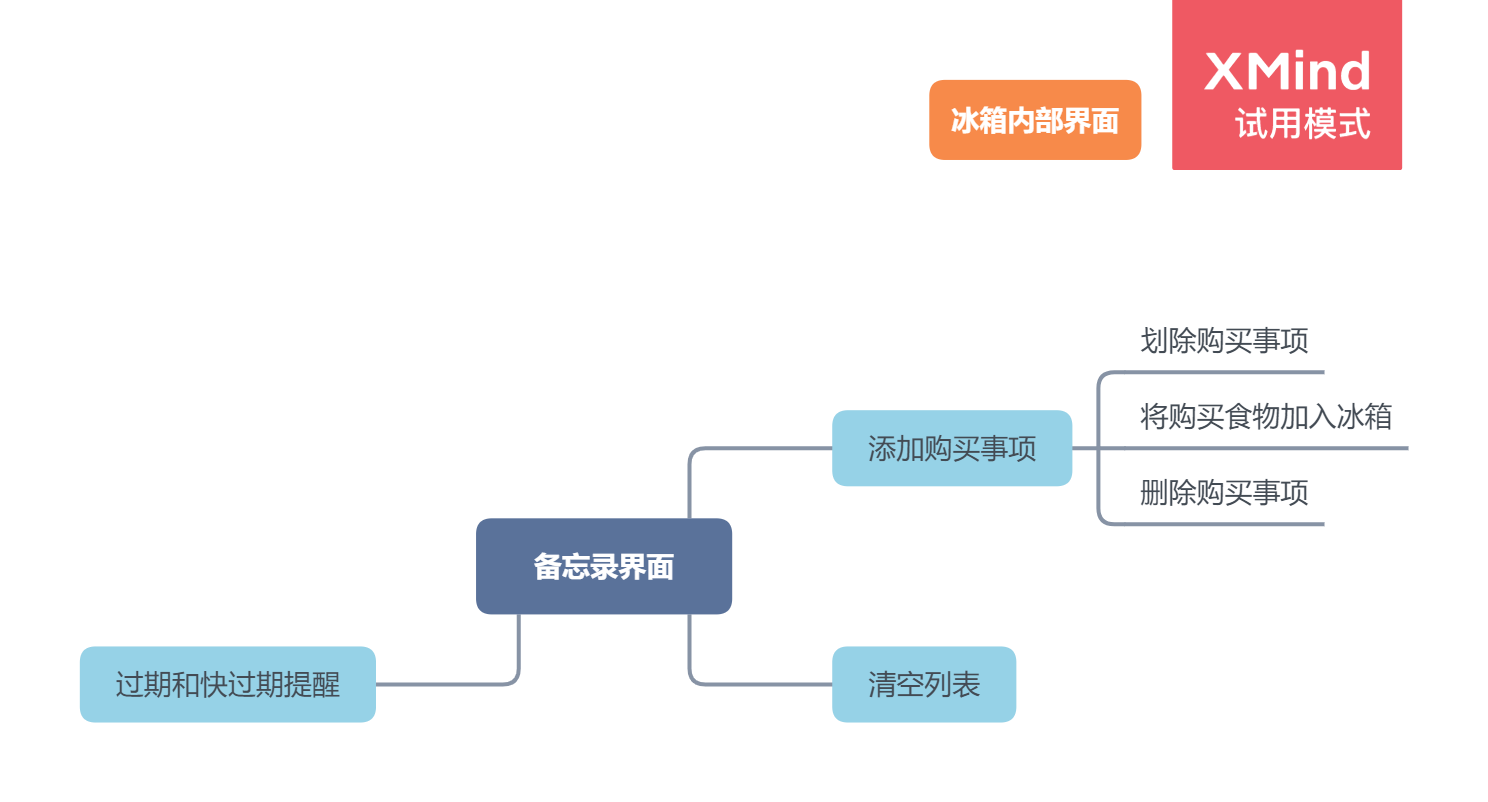 XMind
试用模式
冰箱内部界面
划除购买事项
将购买食物加入冰箱
添加购买事项
删除购买事项
备忘录界面
过期和快过期提醒
清空列表